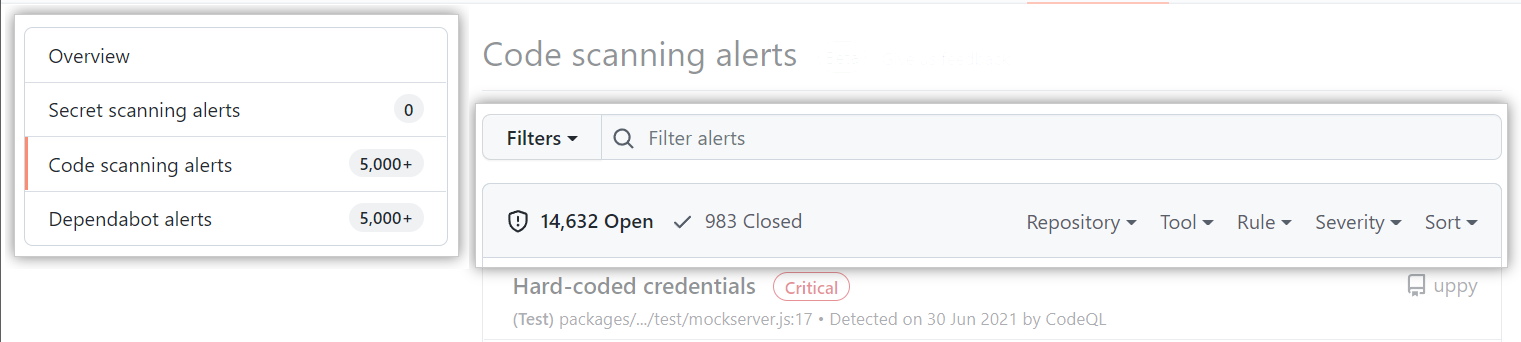 Overview
Secret scanning alerts 0
Code scanning alerts 5,000+
Dependabot alerts 5,000+
Code scanning alerts
Filters Filter alerts
14,632 Open 983 Closed Repository Tool Rule Severity Sort
Hard-coded credentials Critical uppy
(Test) packages/.../test/mockserver.js:17 • Detected on 30 Jun 2021 by CodeQL